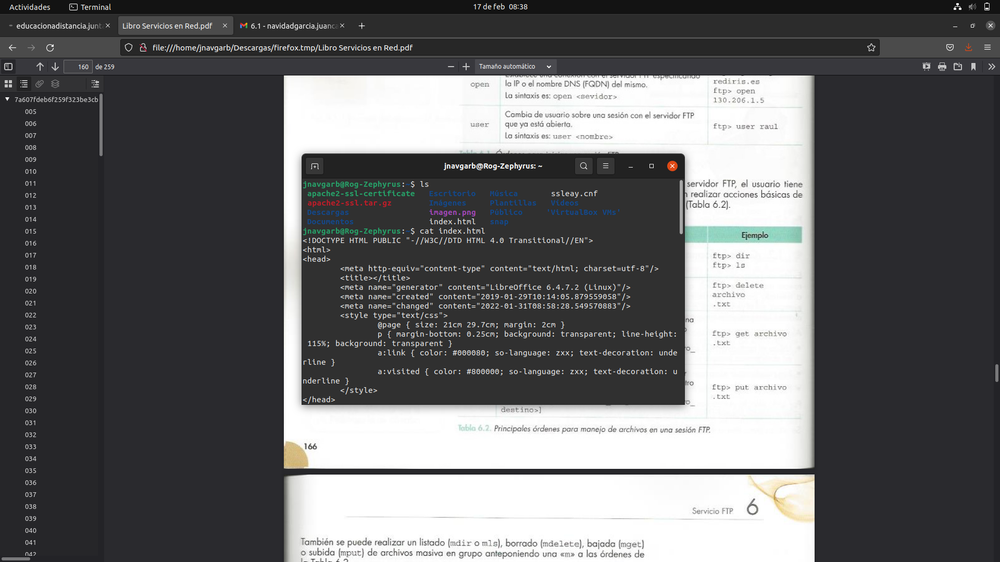 Actividades
Terminal
17 de feb 08:38
educacionadistancia.junt
Libro Servicios en Red.pdf
6.1 - navidadgarcia.juanca
file:///home/jnavgarb/Descargas/firefox.tmp/Libro Servicios en Red.pdf
160 de 259
Tamaño automático
7a607fdeb6f259f323be3cb
005
006
007
008
009
010
011
012
013
014
015
016
017
018
019
020
021
022
023
024
025
026
027
028
029
030
031
032
033
034
035
036
037
038
039
040
041
042
open
Establece una conexión con el servidor FTP especificando
la IP o el nombre DNS (FQDN) del mismo.
La sintaxis es: open <sevidor>
rediris.es
ftp> open
130.206.1.5
user
Cambia de usuario sobre una sesión con el servidor FTP
que ya está abierta.
La sintaxis es: user <nombre>
ftp> user raul
jnavgarb@Rog-Zephyrus: ~
jnavgarb@Rog-Zephyrus:~$ ls
apache2-ssl-certificate Escritorio Música ssleay.cnf
apache2-ssl.tar.gz Imágenes Plantillas Vídeos
Descargas imagen.png Público 'VirtualBox VMs'
Documentos index.html snap
jnavgarb@Rog-Zephyrus:~$ cat index.html
<!DOCTYPE HTML PUBLIC "-//W3C//DTD HTML 4.0 Transitional//EN">
<html>
<head>
<meta http-equiv="content-type" content="text/html; charset=utf-8"/>
<title></title>
<meta name="generator" content="LibreOffice 6.4.7.2 (Linux)"/>
<meta name="created" content="2019-01-29T10:14:05.879559058"/>
<meta name="changed" content="2022-01-31T08:58:28.549570883"/>
<style type="text/css">
@page { size: 21cm 29.7cm; margin: 2cm }
p { margin-bottom: 0.25cm; background: transparent; line-height:
115%; background: transparent }
a:link { color: #000080; so-language: zxx; text-decoration: unde
rline }
a:visited { color: #800000; so-language: zxx; text-decoration: u
nderline }
</style>
</head>
servidor FTP, el usuario tiene
n realizar acciones básicas de
(Tabla 6.2).
Ejemplo
ftp> dir
ftp> ls
ftp> delete
archivo
.txt
na
o
ro_
ftp> get archivo
.txt
r
tro
ro_
ftp> put archivo
.txt
destino>]
Tabla 6.2. Principales órdenes para manejo de archivos en una sesión FTP.
166
Servicio FTP 6
También se puede realizar un listado (mdir o mls), borrado (mdelete), bajada (mget)
o subida (mput) de archivos masiva en grupo anteponiendo una «m» a las órdenes de
la Tabla 6.2